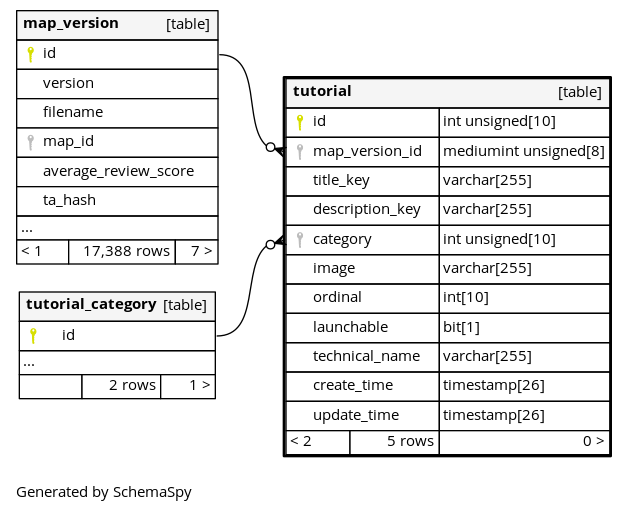 map_version [table]
id
version
filename
map_id
average_review_score
ta_hash
...
< 1 17,388 rows 7 >
tutorial_category [table]
id
...
2 rows 1 >
tutorial [table]
id int unsigned[10]
map_version_id mediumint unsigned[8]
title_key varchar[255]
description_key varchar[255]
category int unsigned[10]
image varchar[255]
ordinal int[10]
launchable bit[1]
technical_name varchar[255]
create_time timestamp[26]
update_time timestamp[26]
< 2 5 rows 0 >
Generated by SchemaSpy